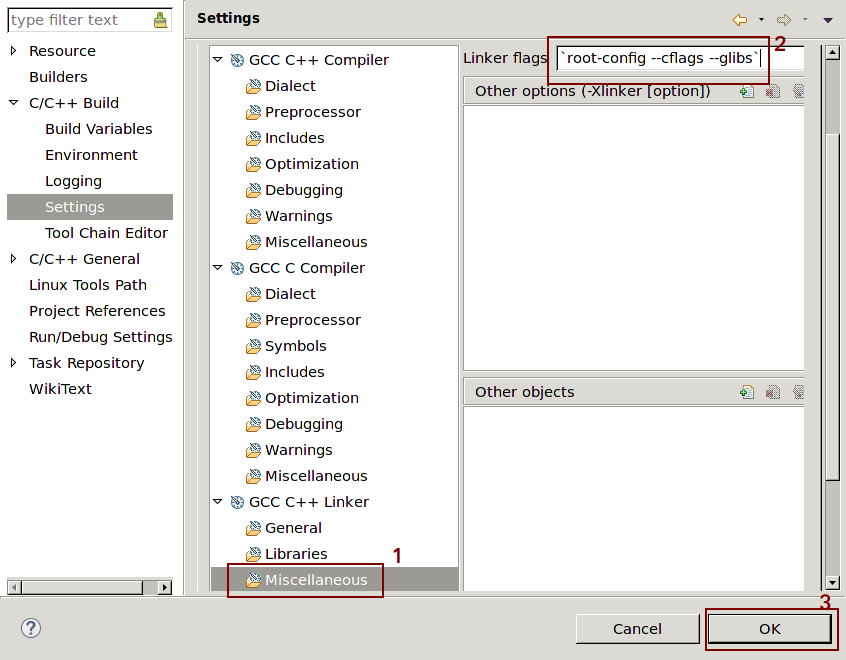 type filter text
Resource
Builders
C/C++ Build
Build Variables
Environment
Logging
Settings
Tool Chain Editor
C/C++ General
Linux Tools Path
Project References
Run/Debug Settings
Task Repository
WikiText
Settings
GCC C++ Compiler
Dialect
Preprocessor
Includes
Optimization
Debugging
Warnings
Miscellaneous
GCC C Compiler
Dialect
Preprocessor
Symbols
Includes
Optimization
Debugging
Warnings
Miscellaneous
GCC C++ Linker
General
Libraries
Miscellaneous
1
Linker flags `root-config --cflags --glibs`
2
Other options (-Xlinker [option])
Other objects
3
?
Cancel
OK